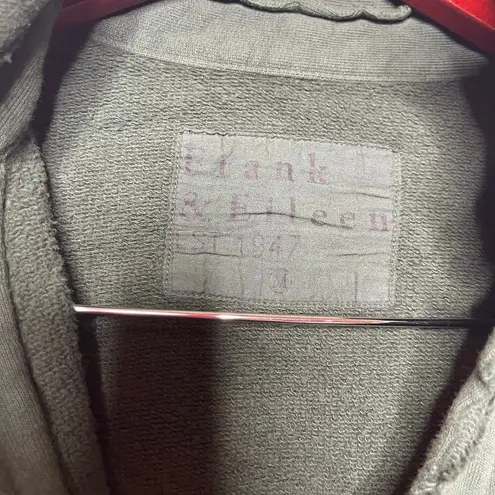 Frank
& Eileen
EST 1947